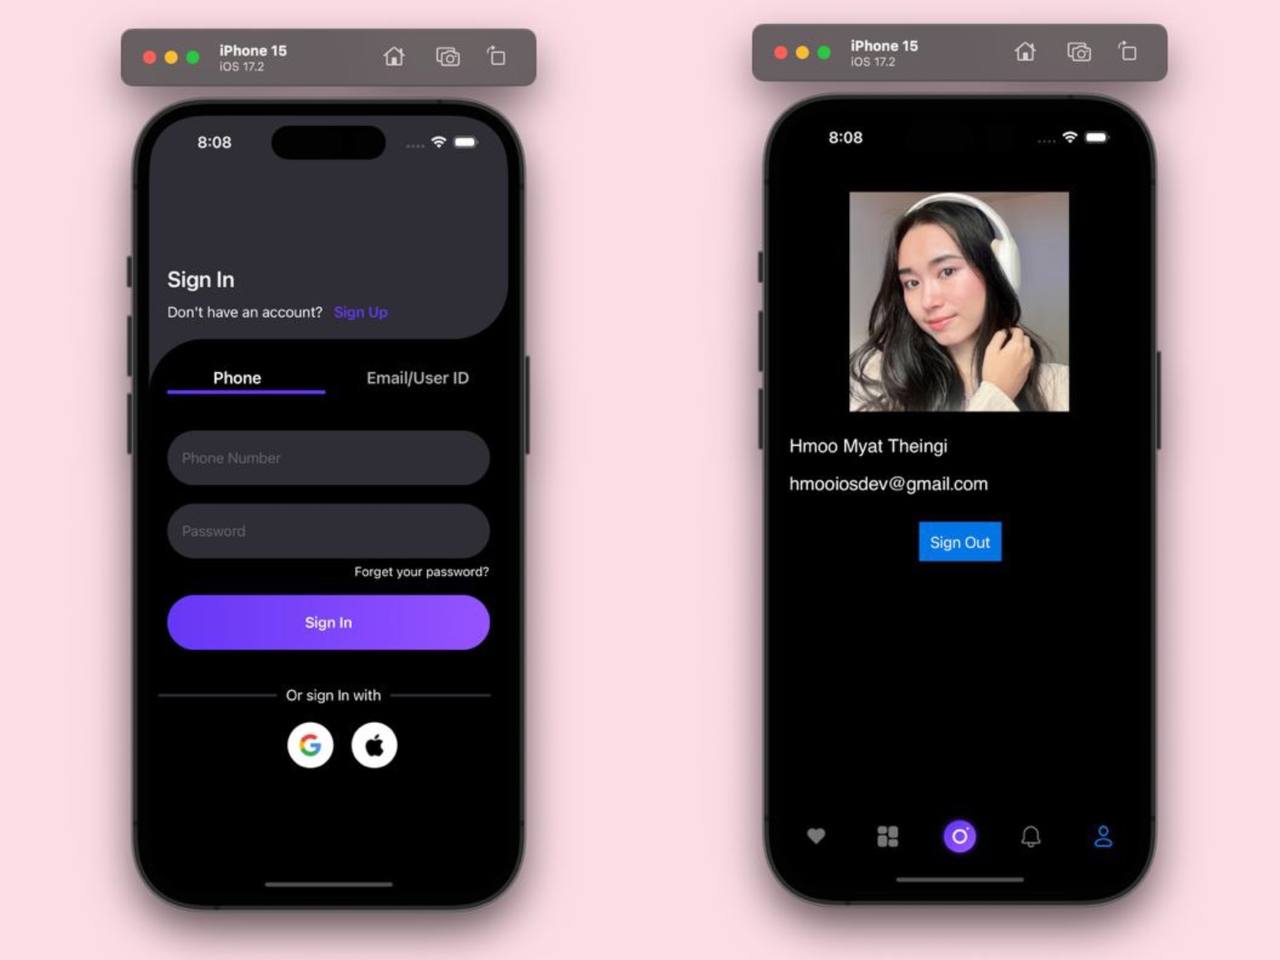 iPhone 15
iOS 17.2
8:08
Sign In
Don't have an account? Sign Up
Phone
Email/User ID
Phone Number
Password
Forget your password?
Sign In
Or sign In with
iPhone 15
iOS 17.2
8:08
Hmoo Myat Theingi
hmooiosdev@gmail.com
Sign Out